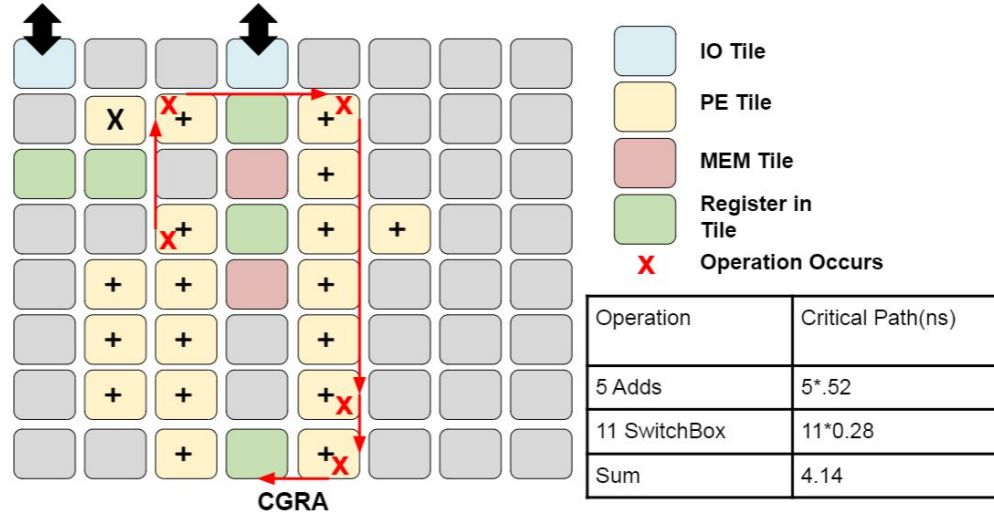 X X + + X
+
X + + +
+ + +
+ + +
+ + + X
+ + X
CGRA
IO Tile
PE Tile
MEM Tile
Register in
Tile
X Operation Occurs
Operation Critical Path(ns)
5 Adds 5*.52
11 SwitchBox 11*0.28
Sum 4.14